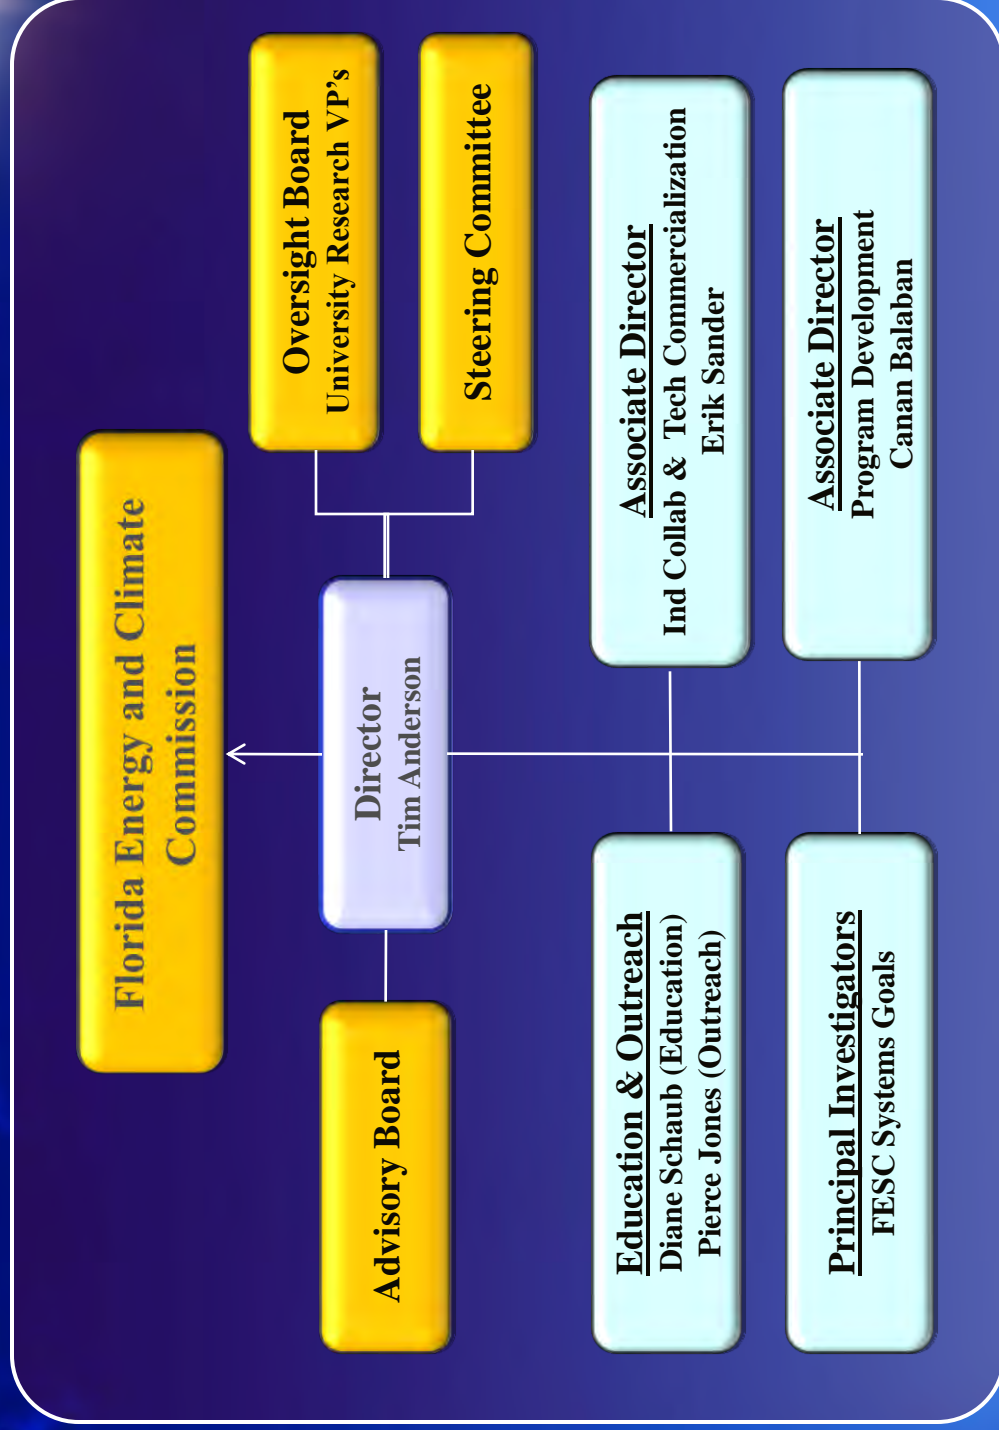 Florida Energy and Climate
Commission
Advisory Board
Director
Tim Anderson
Oversight Board
University Research VP's
Steering Committee
Education & Outreach
Diane Schaub (Education)
Pierce Jones (Outreach)
Associate Director
Ind Collab & Tech Commercialization
Erik Sander
Principal Investigators
FESC Systems Goals
Associate Director
Program Development
Canan Balaban